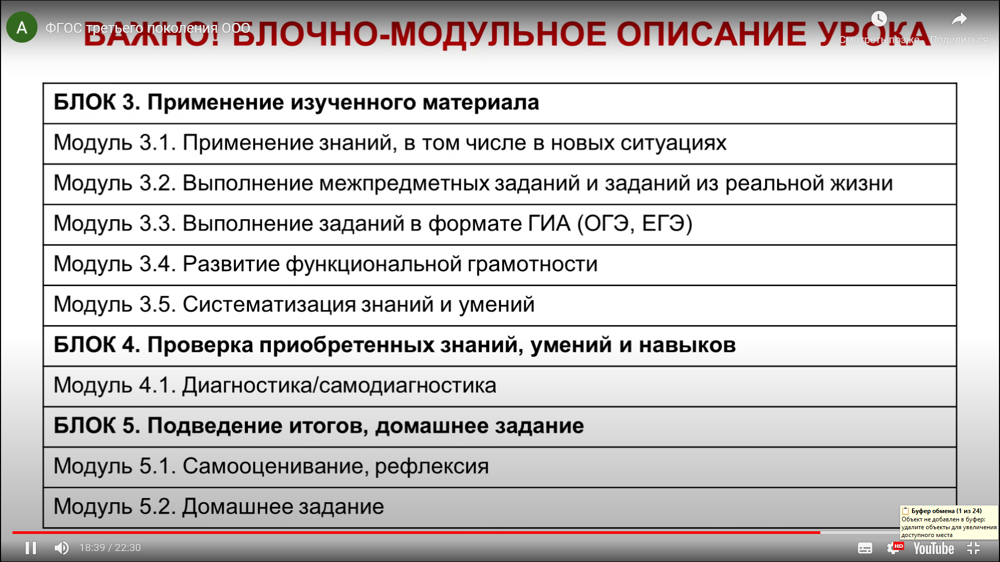 А
ФГОС третьего поколения ООО
ВАЖНО! БЛОЧНО-МОДУЛЬНОЕ ОПИСАНИЕ УРОКА
Смотреть позже
Поделиться
БЛОК 3. Применение изученного материала
Модуль 3.1. Применение знаний, в том числе в новых ситуациях
Модуль 3.2. Выполнение межпредметных заданий и заданий из реальной жизни
Модуль 3.3. Выполнение заданий в формате ГИА (ОГЭ, ЕГЭ)
Модуль 3.4. Развитие функциональной грамотности
Модуль 3.5. Систематизация знаний и умений
БЛОК 4. Проверка приобретенных знаний, умений и навыков
Модуль 4.1. Диагностика/самодиагностика
БЛОК 5. Подведение итогов, домашнее задание
Модуль 5.1. Самооценивание, рефлексия
Модуль 5.2. Домашнее задание
Буфер обмена (1 из 24)
Объект не добавлен в буфер:
удалите объекты для увеличения
доступного места
18:39 / 22:30
HD
YouTube